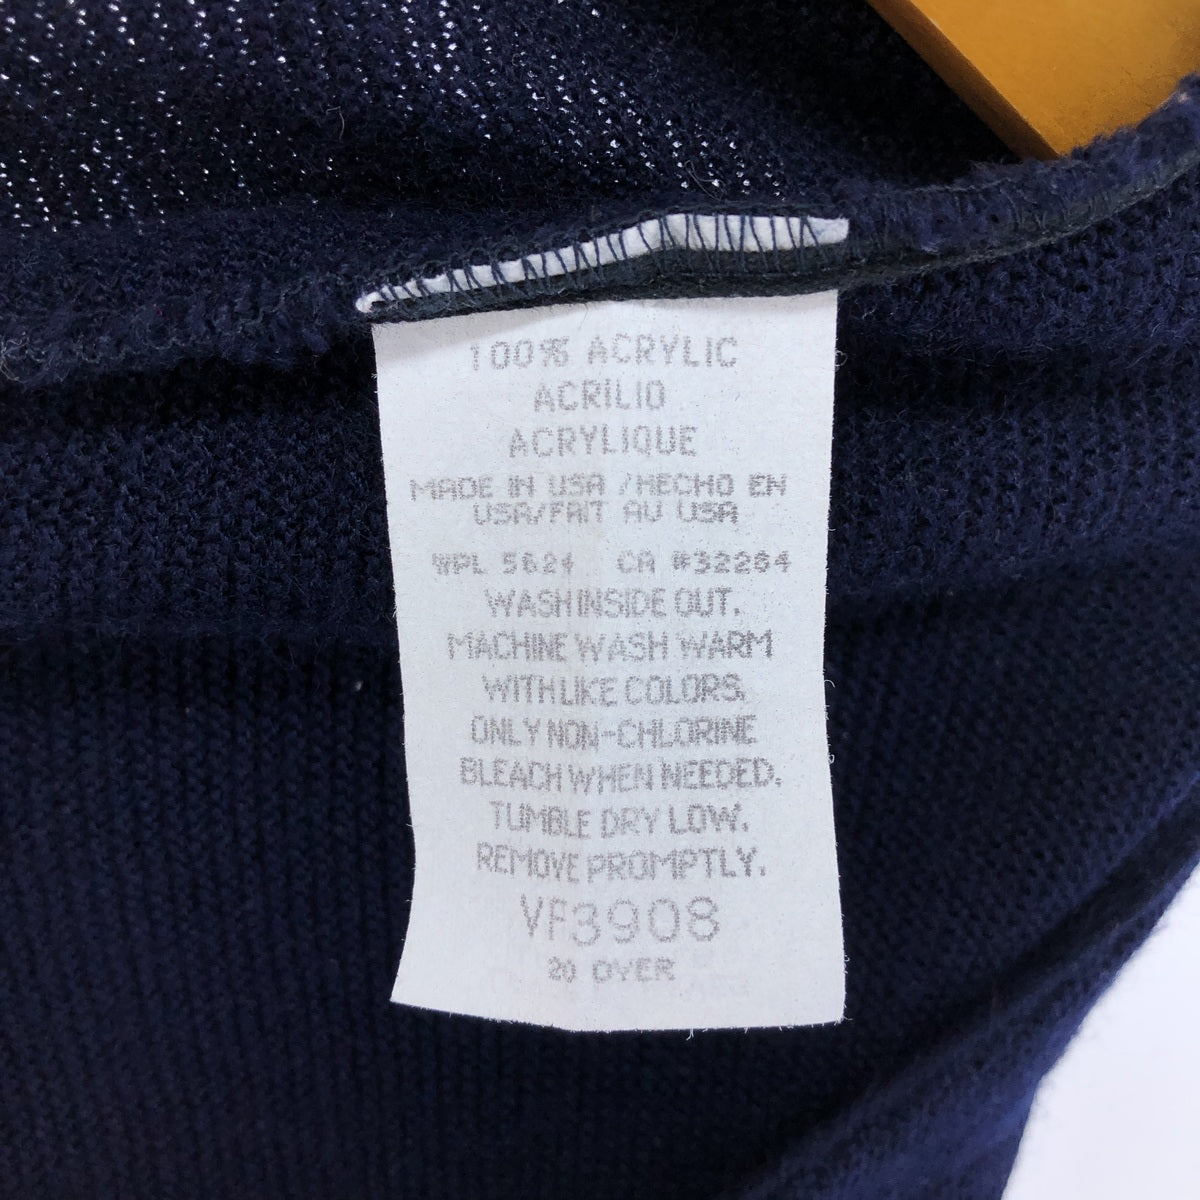 100% ACRYLIC
ACRILIO
ACRYLIQUE
MADE IN USA /HECHO EN
USA/FAIT AU USA
WPL 5624 CA #32284
WASH INSIDE OUT.
MACHINE WASH WARM
WITH LIKE COLORS.
ONLY NON-CHLORINE
BLEACH WHEN NEEDED.
TUMBLE DRY LOW.
REMOVE PROMPTLY.
VF3908
20 OVER